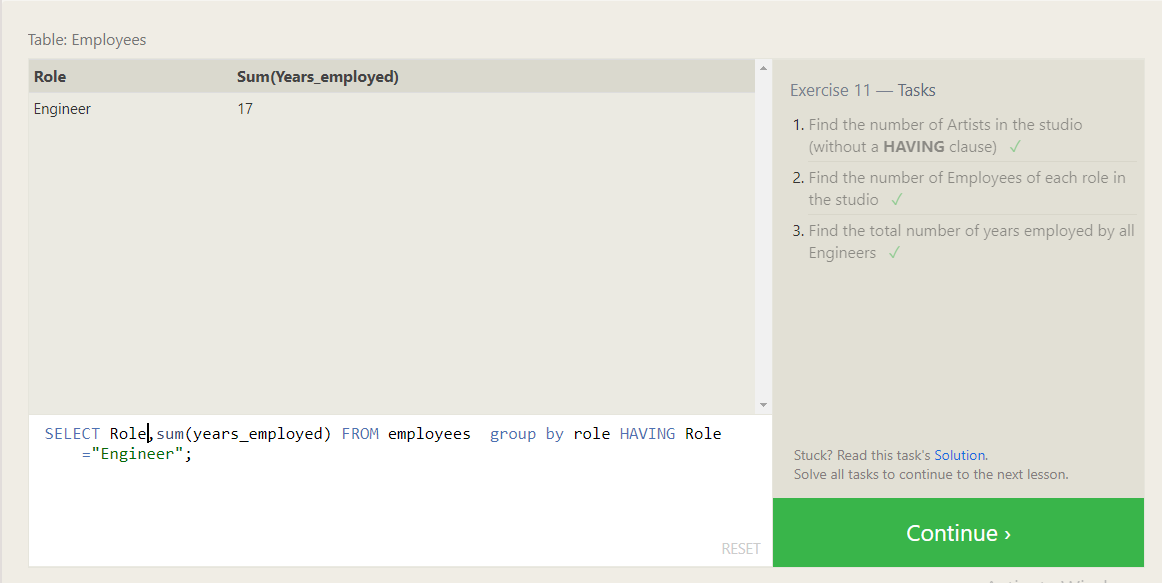 Table: Employees
Role Sum(Years_employed)
Engineer 17
SELECT Role,sum(years_employed) FROM employees  group by role HAVING Role
="Engineer";
RESET
Exercise 11 — Tasks
1. Find the number of Artists in the studio
(without a HAVING clause) ✓
2. Find the number of Employees of each role in
the studio ✓
3. Find the total number of years employed by all
Engineers ✓
Stuck? Read this task's Solution.
Solve all tasks to continue to the next lesson.
Continue ›